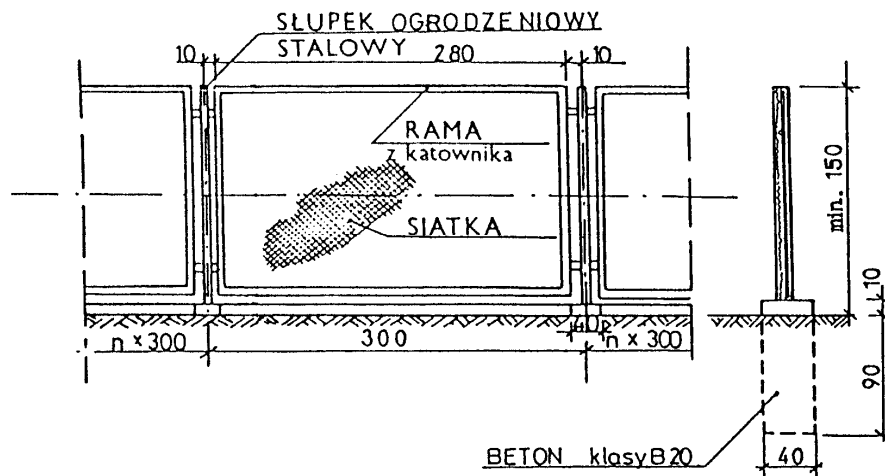 SŁUPEK OGRODZENIOWY
STALOWY
10
280
10
RAMA
z katownika
SIATKA
min. 150
10
n × 300
300
40
n × 300
90
BETON klasy B20
40